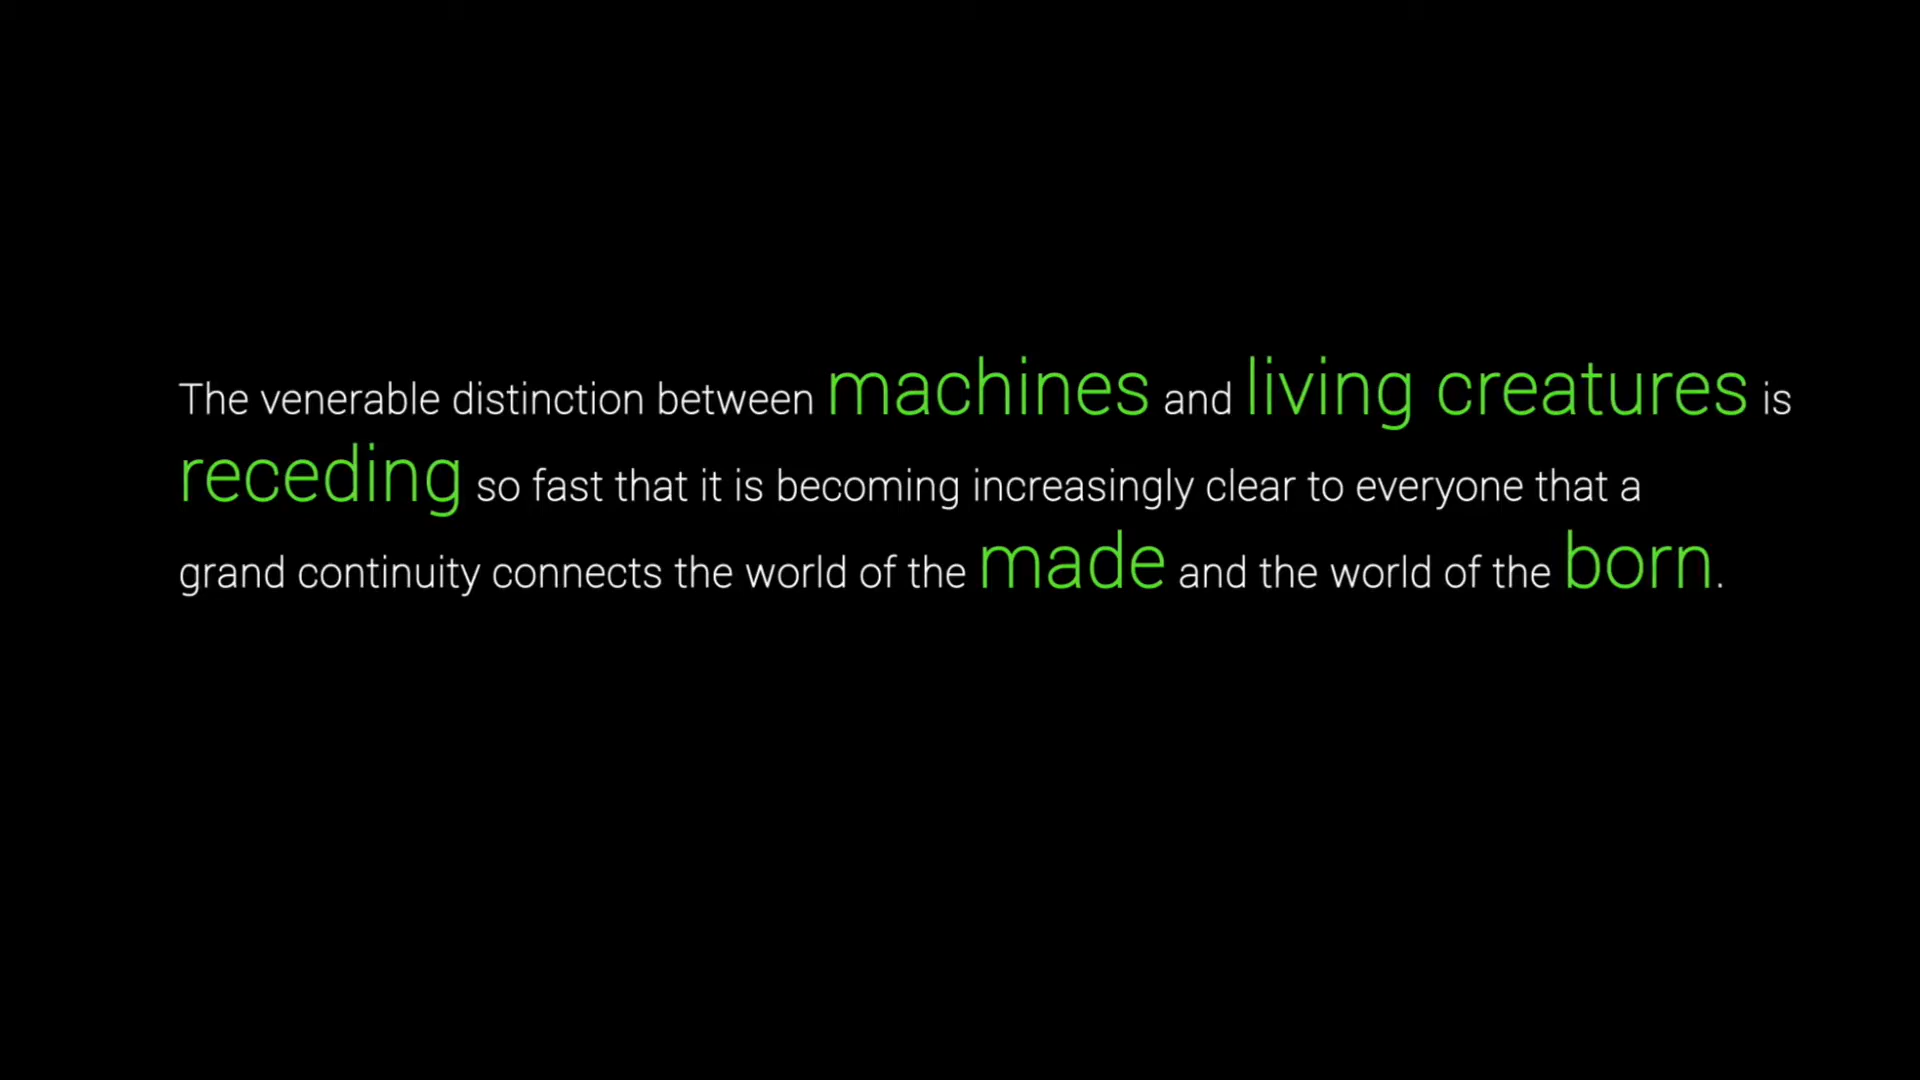 The venerable distinction between machines and living creatures is
receding so fast that it is becoming increasingly clear to everyone that a
grand continuity connects the world of the made and the world of the born.